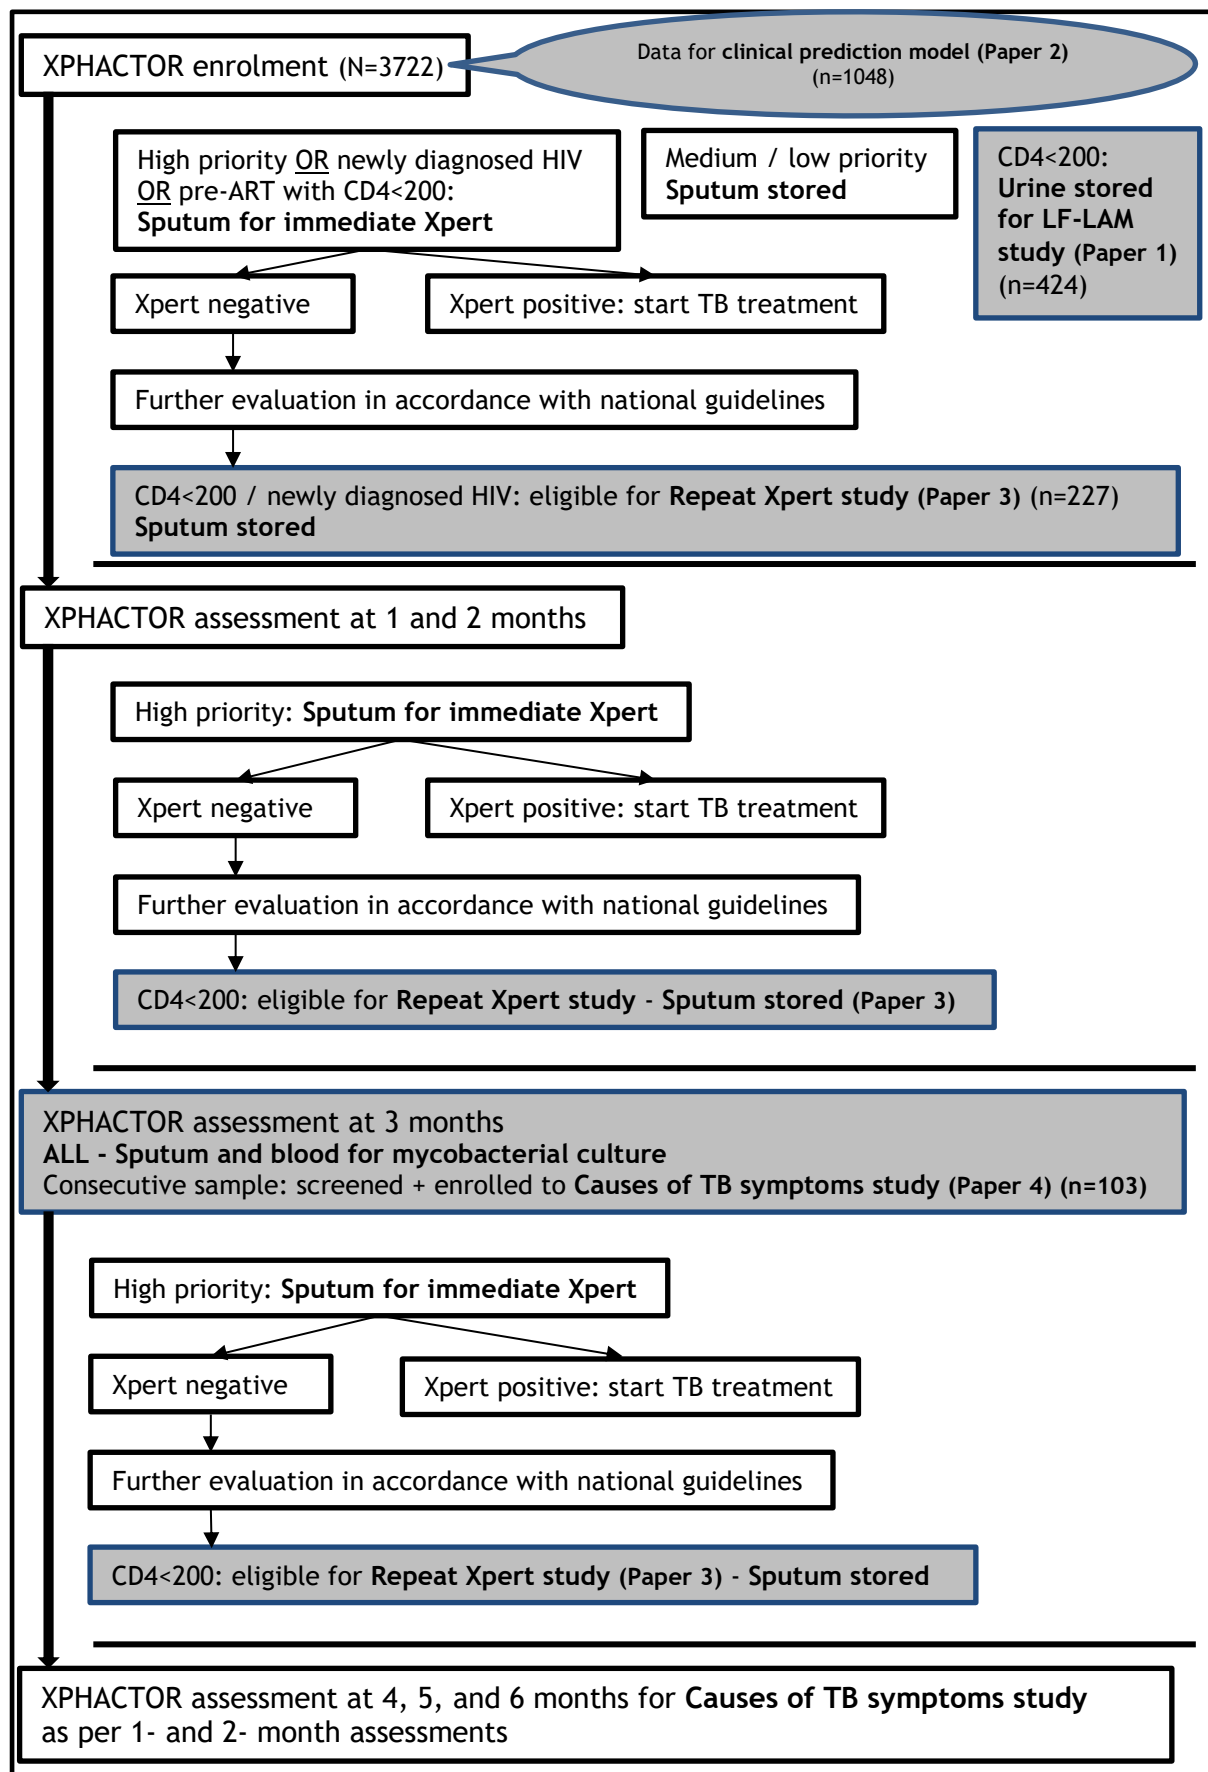 XPHACTOR enrolment (N=3722)
Data for clinical prediction model (Paper 2)
(n=1048)
High priority OR newly diagnosed HIV
OR pre-ART with CD4<200:
Sputum for immediate Xpert
Medium / low priority
Sputum stored
CD4<200:
Urine stored
for LF-LAM
study (Paper 1)
(n=424)
Xpert negative
Xpert positive: start TB treatment
Further evaluation in accordance with national guidelines
CD4<200 / newly diagnosed HIV: eligible for Repeat Xpert study (Paper 3) (n=227)
Sputum stored
XPHACTOR assessment at 1 and 2 months
High priority: Sputum for immediate Xpert
Xpert negative
Xpert positive: start TB treatment
Further evaluation in accordance with national guidelines
CD4<200: eligible for Repeat Xpert study - Sputum stored (Paper 3)
XPHACTOR assessment at 3 months
ALL - Sputum and blood for mycobacterial culture
Consecutive sample: screened + enrolled to Causes of TB symptoms study (Paper 4) (n=103)
High priority: Sputum for immediate Xpert
Xpert negative
Xpert positive: start TB treatment
Further evaluation in accordance with national guidelines
CD4<200: eligible for Repeat Xpert study (Paper 3) - Sputum stored
XPHACTOR assessment at 4, 5, and 6 months for Causes of TB symptoms study
as per 1- and 2- month assessments